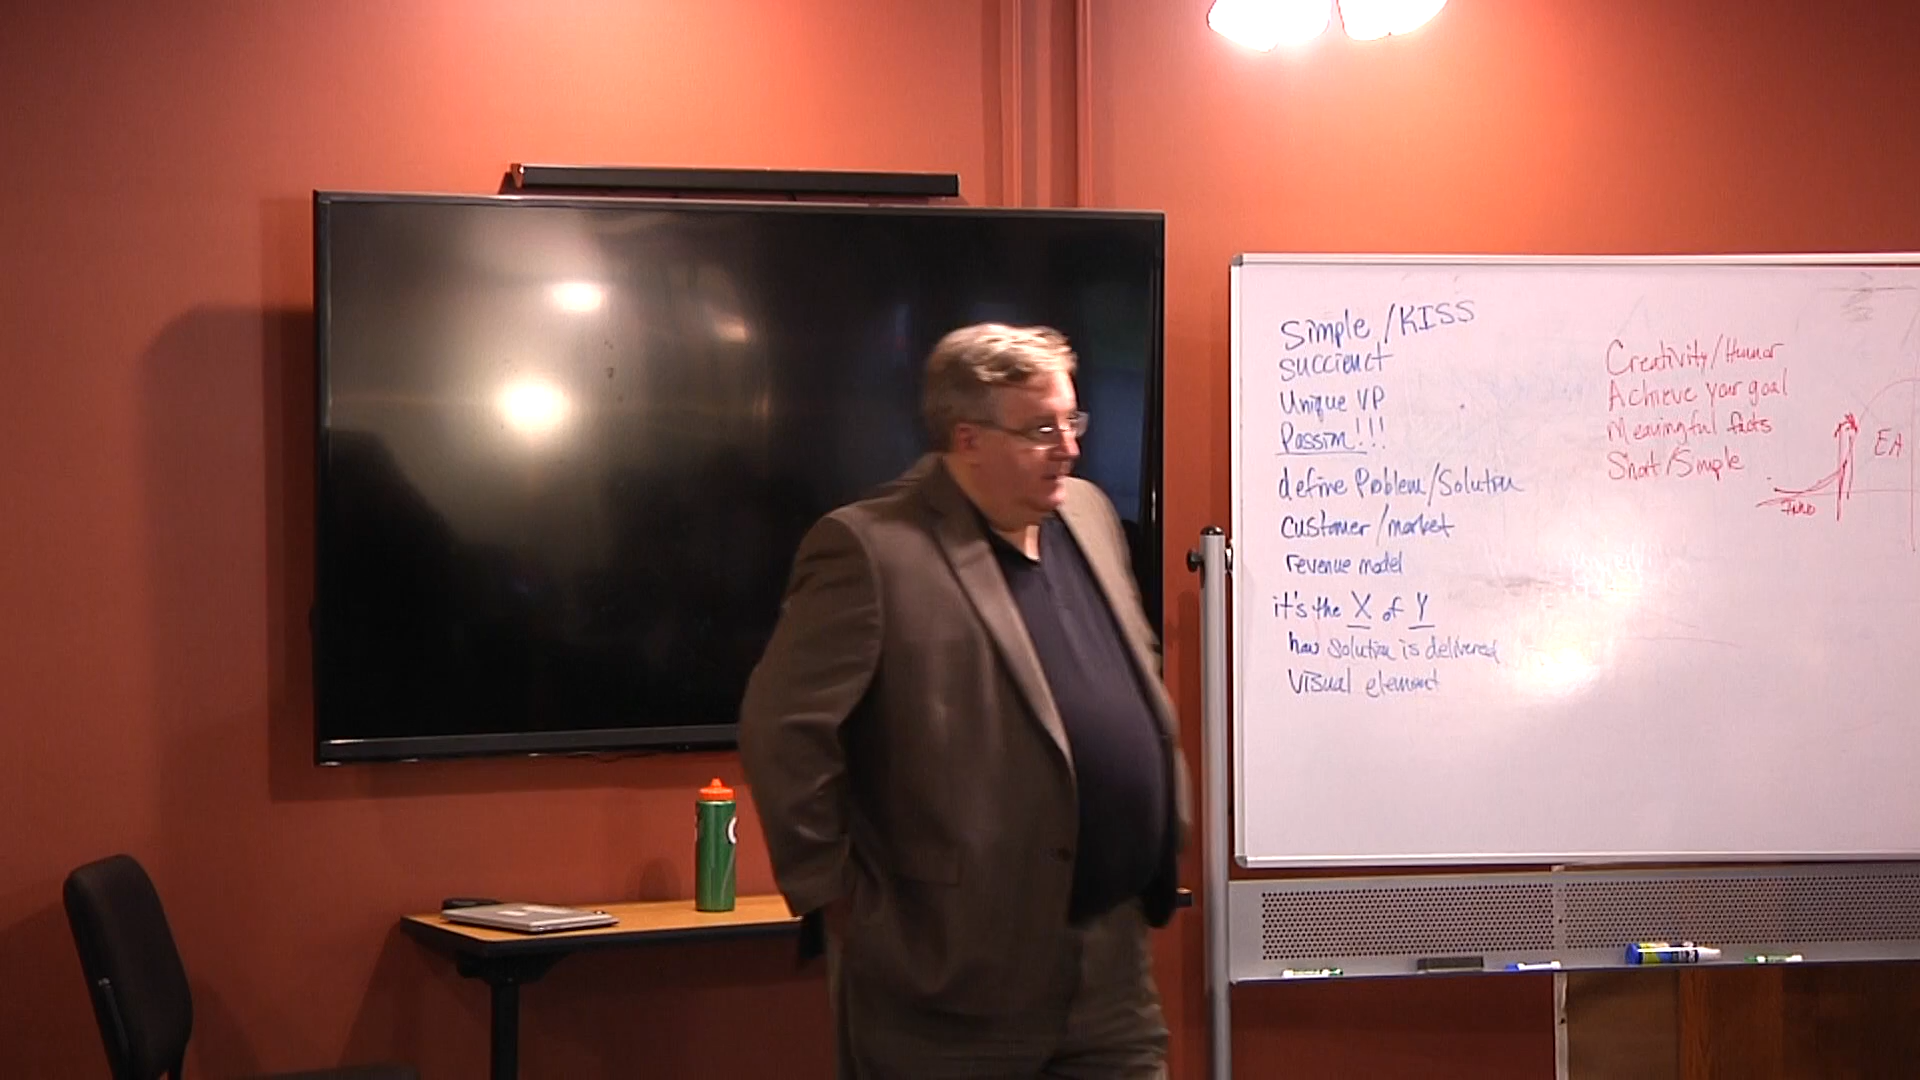 Simple /KISS
succienct
Unique VP
Passion!!!
define Problem/Solution
customer/market
revenue model
it's the X of Y
how solution is delivered
Visual element
Creativity/Humor
Achieve your goal
Meaningful facts
Short/Simple
EA